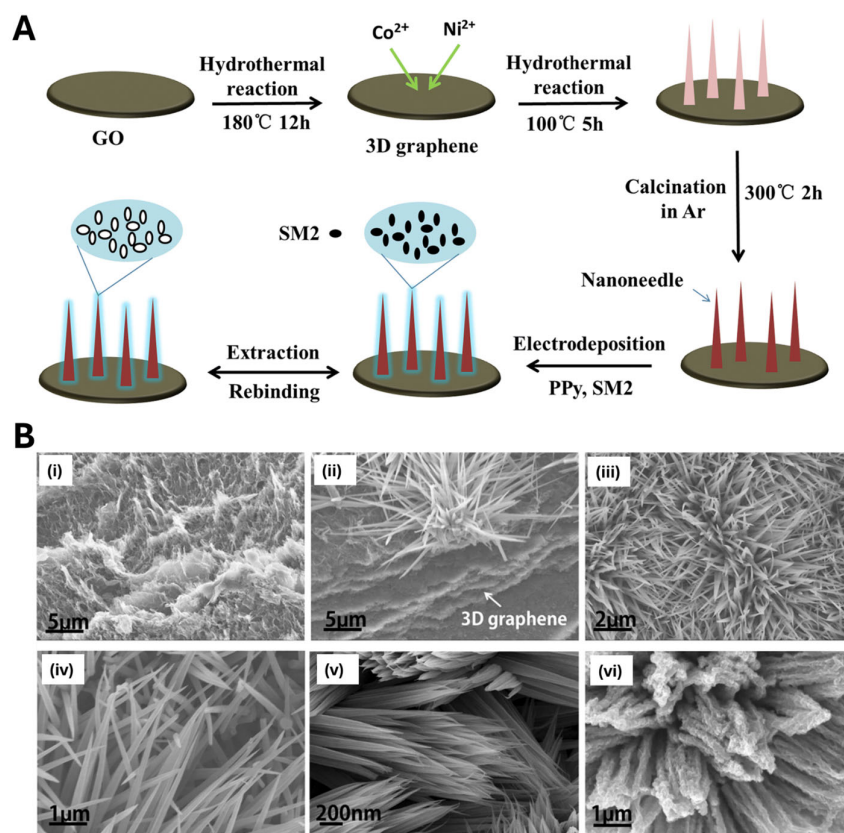 A
Co²⁺ Ni²⁺
Hydrothermal
reaction
180℃ 12h
Hydrothermal
reaction
100℃ 5h
GO
3D graphene
Calcination
in Ar
300℃ 2h
SM2
Nanoneedle
Extraction
Rebinding
Electrodeposition
PPy, SM2
B
(i)
5μm
(ii)
3D graphene
5μm
(iii)
2μm
(iv)
1μm
(v)
200nm
(vi)
1μm